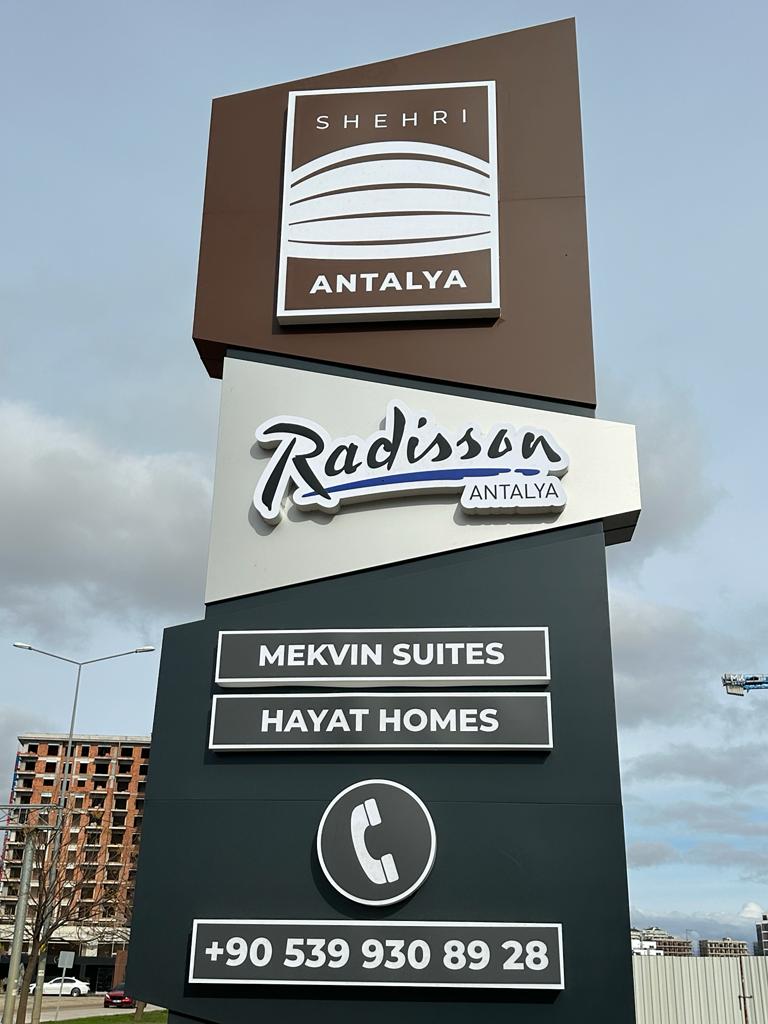 SHEHRI
ANTALYA
Radisson
ANTALYA
MEKVIN SUITES
HAYAT HOMES
+90 539 930 89 28